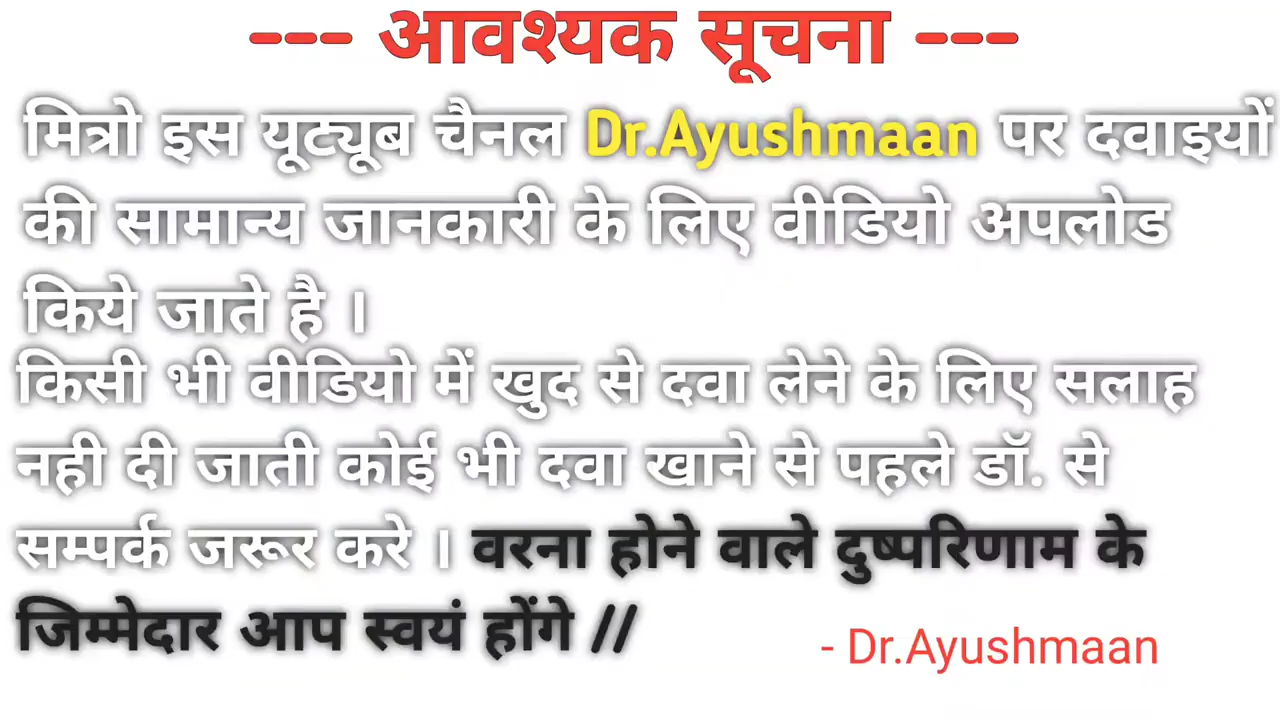 --- आवश्यक सूचना ---
मित्रो इस यूट्यूब चैनल Dr.Ayushmaan पर दवाइयों
की सामान्य जानकारी के लिए वीडियो अपलोड
किये जाते है ।
किसी भी वीडियो में खुद से दवा लेने के लिए सलाह
नही दी जाती कोई भी दवा खाने से पहले डॉ. से
सम्पर्क जरूर करे । वरना होने वाले दुष्परिणाम के
जिम्मेदार आप स्वयं होंगे //
- Dr.Ayushmaan